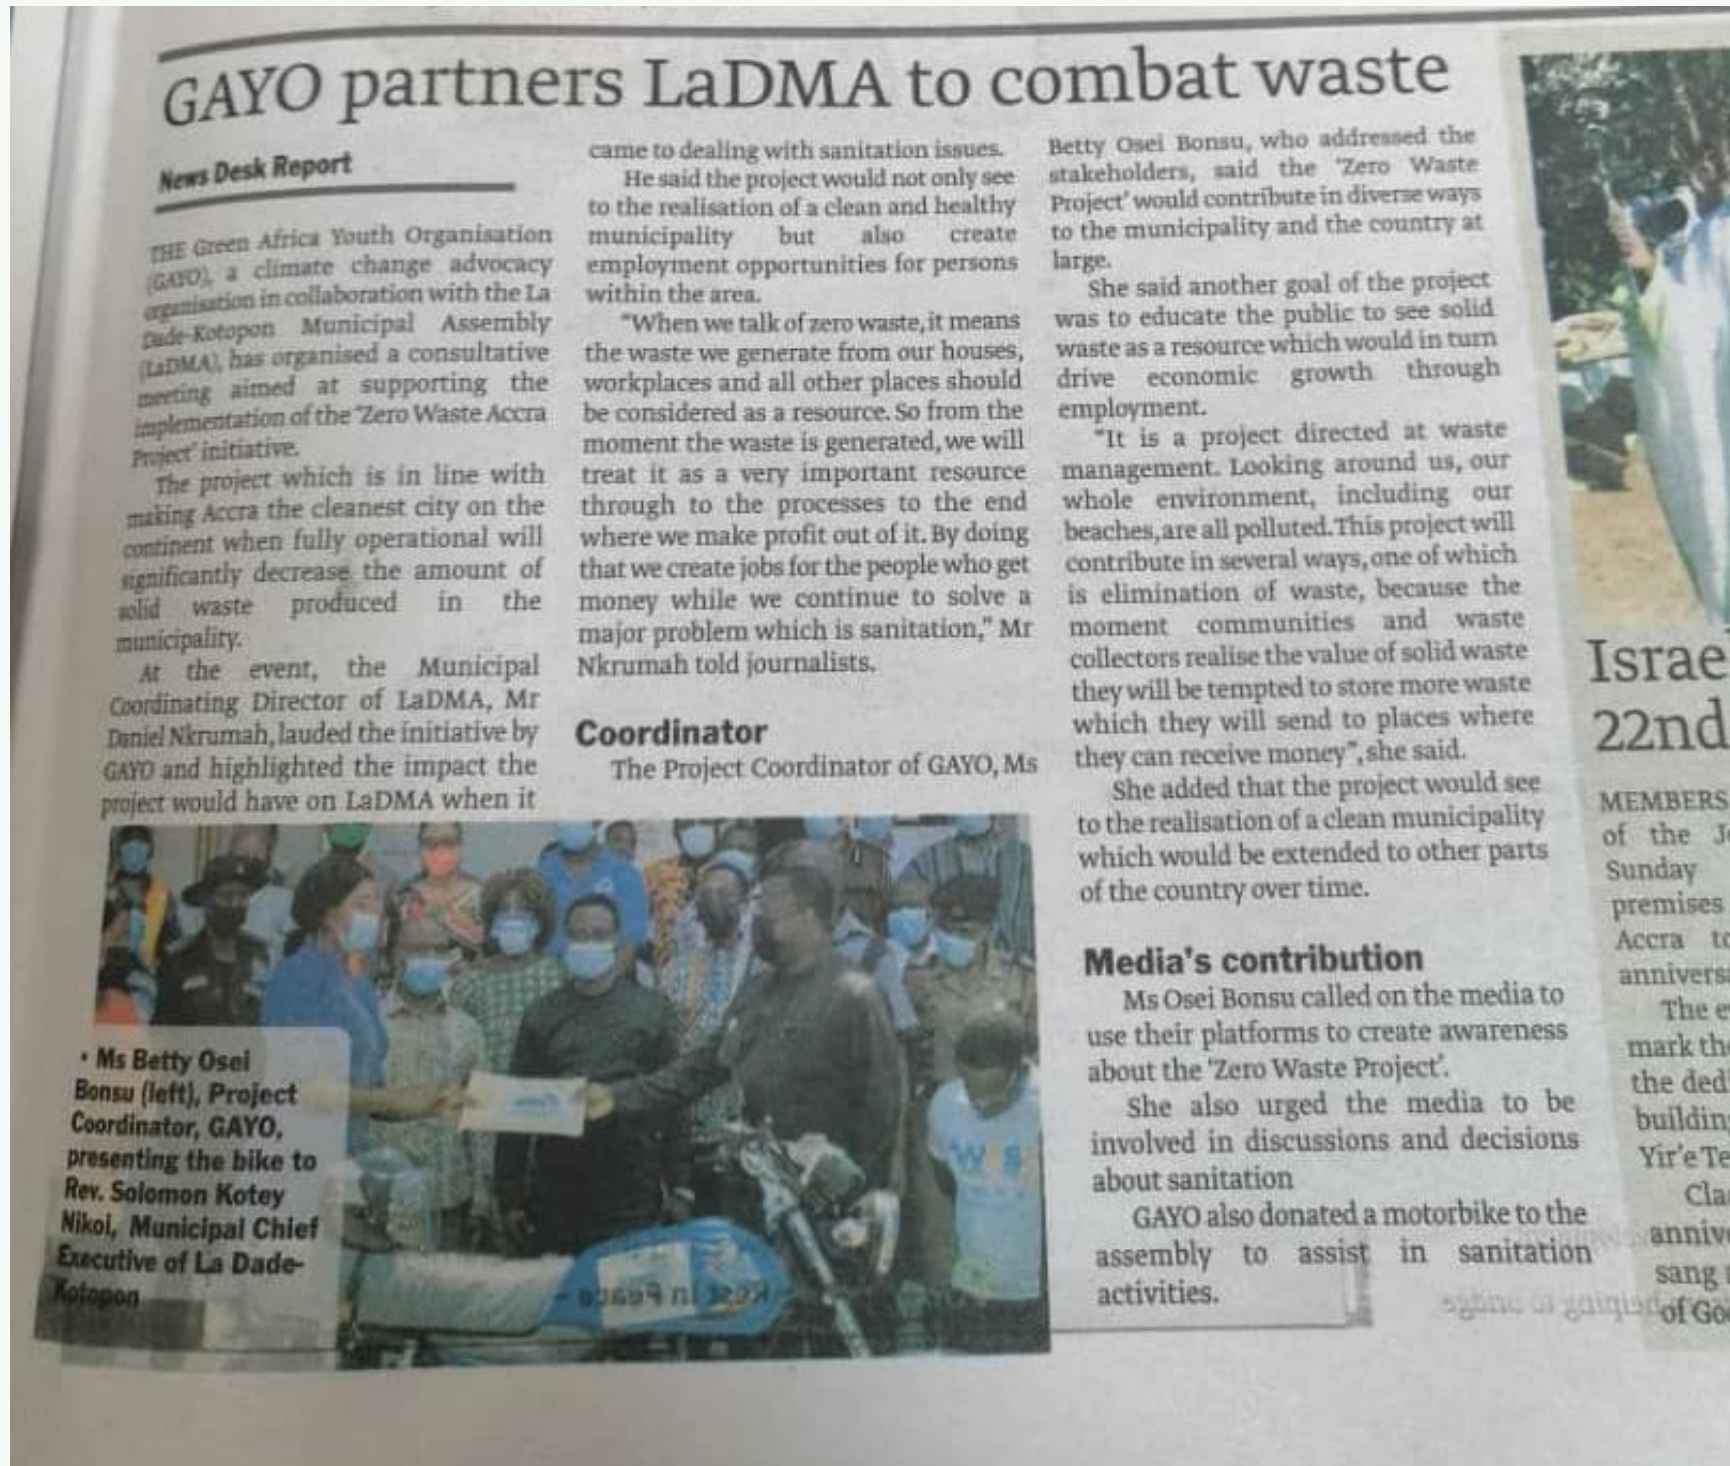 GAYO partners LaDMA to combat waste
News Desk Report
THE Green Africa Youth Organisation
(GAYO), a climate change advocacy
organisation in collaboration with the La
Dade-Kotopon Municipal Assembly
(LaDMA), has organised a consultative
meeting aimed at supporting the
implementation of the 'Zero Waste Accra
Project' initiative.
The project which is in line with
making Accra the cleanest city on the
continent when fully operational will
significantly decrease the amount of
solid waste produced in the
municipality.
At the event, the Municipal
Coordinating Director of LaDMA, Mr
Daniel Nkrumah, lauded the initiative by
GAYO and highlighted the impact the
project would have on LaDMA when it
came to dealing with sanitation issues.
He said the project would not only see
to the realisation of a clean and healthy
municipality but also create
employment opportunities for persons
within the area.
"When we talk of zero waste, it means
the waste we generate from our houses,
workplaces and all other places should
be considered as a resource. So from the
moment the waste is generated, we will
treat it as a very important resource
through to the processes to the end
where we make profit out of it. By doing
that we create jobs for the people who get
money while we continue to solve a
major problem which is sanitation," Mr
Nkrumah told journalists.
Coordinator
The Project Coordinator of GAYO, Ms
Betty Osei Bonsu, who addressed the
stakeholders, said the 'Zero Waste
Project' would contribute in diverse ways
to the municipality and the country at
large.
She said another goal of the project
was to educate the public to see solid
waste as a resource which would in turn
drive economic growth through
employment.
"It is a project directed at waste
management. Looking around us, our
whole environment, including our
beaches, are all polluted. This project will
contribute in several ways, one of which
is elimination of waste, because the
moment communities and waste
collectors realise the value of solid waste
they will be tempted to store more waste
which they will send to places where
they can receive money", she said.
She added that the project would see
to the realisation of a clean municipality
which would be extended to other parts
of the country over time.
Media's contribution
Ms Osei Bonsu called on the media to
use their platforms to create awareness
about the 'Zero Waste Project'.
She also urged the media to be
involved in discussions and decisions
about sanitation
GAYO also donated a motorbike to the
assembly to assist in sanitation
activities.
• Ms Betty Osei
Bonsu (left), Project
Coordinator, GAYO,
presenting the bike to
Rev. Solomon Kotey
Nikoi, Municipal Chief
Executive of La Dade-
Kotopon
Israe
22nd
MEMBERS
of the
Sunday
premises
Accra to
annivers
The e
mark the
the ded
building
Yir'e Te
Cla
annive
sang
of Go